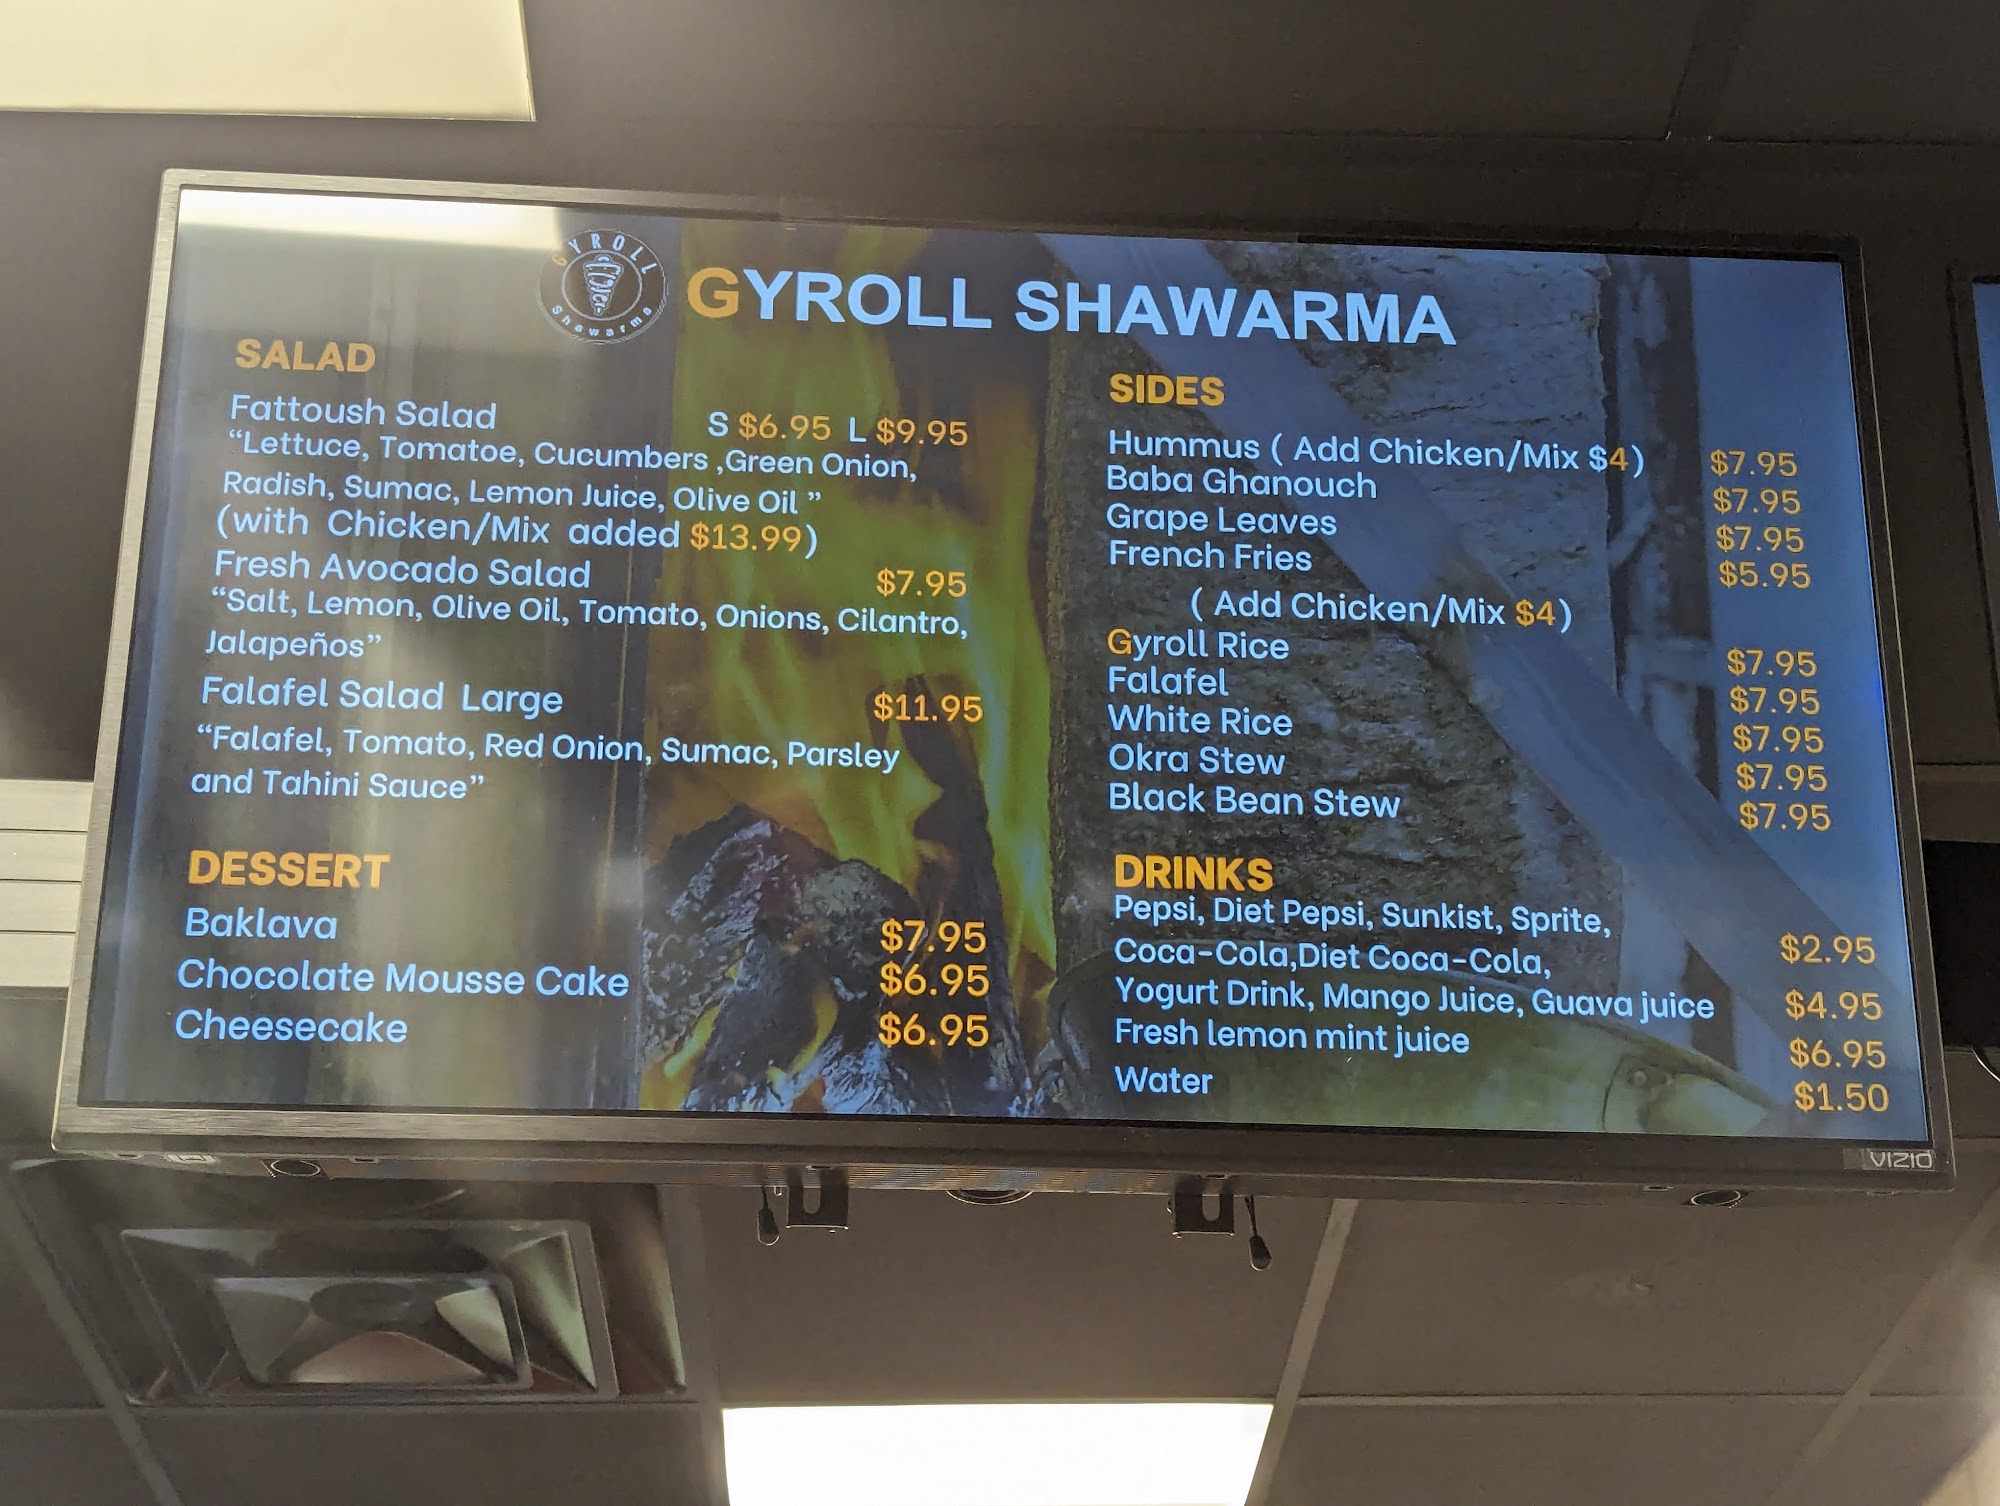 GYROLL
Shawarma
GYROLL SHAWARMA
SALAD
Fattoush Salad S $6.95 L $9.95
“Lettuce, Tomatoe, Cucumbers ,Green Onion,
Radish, Sumac, Lemon Juice, Olive Oil ”
(with Chicken/Mix added $13.99)
Fresh Avocado Salad $7.95
“Salt, Lemon, Olive Oil, Tomato, Onions, Cilantro,
Jalapeños”
Falafel Salad Large $11.95
“Falafel, Tomato, Red Onion, Sumac, Parsley
and Tahini Sauce”
DESSERT
Baklava $7.95
Chocolate Mousse Cake $6.95
Cheesecake $6.95
SIDES
Hummus ( Add Chicken/Mix $4) $7.95
Baba Ghanouch $7.95
Grape Leaves $7.95
French Fries $5.95
( Add Chicken/Mix $4)
Gyroll Rice $7.95
Falafel $7.95
White Rice $7.95
Okra Stew $7.95
Black Bean Stew $7.95
DRINKS
Pepsi, Diet Pepsi, Sunkist, Sprite,
Coca-Cola,Diet Coca-Cola, $2.95
Yogurt Drink, Mango Juice, Guava juice $4.95
Fresh lemon mint juice $6.95
Water $1.50
VIZIO